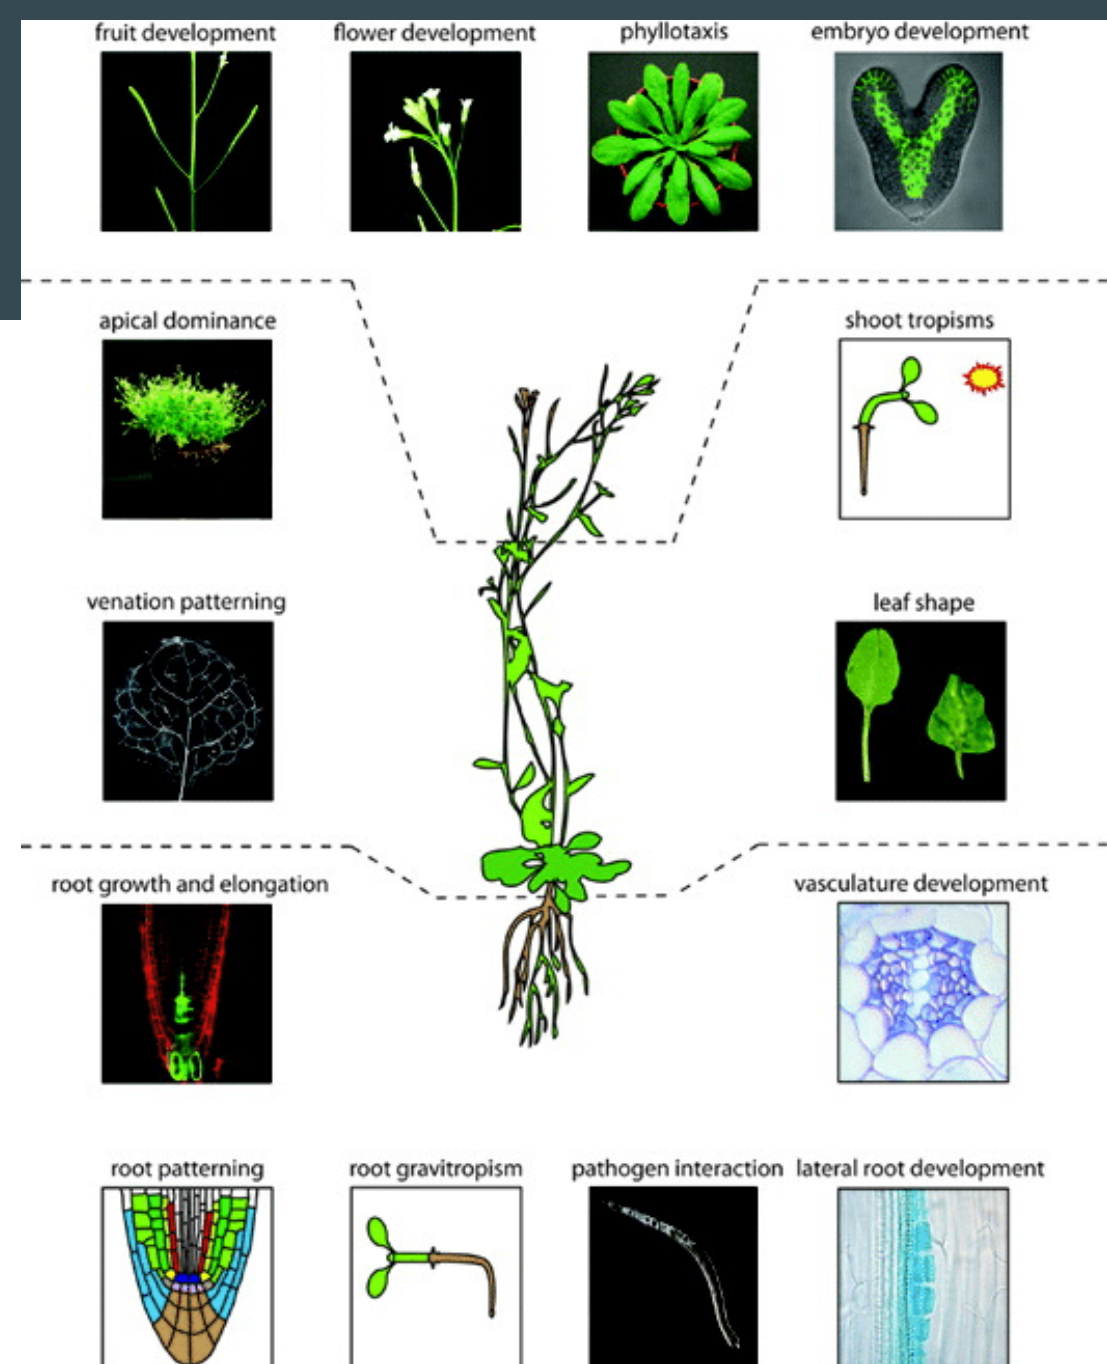 fruit development
flower development
phyllotaxis
embryo development
apical dominance
shoot tropisms
venation patterning
leaf shape
root growth and elongation
vasculature development
root patterning
root gravitropism
pathogen interaction
lateral root development